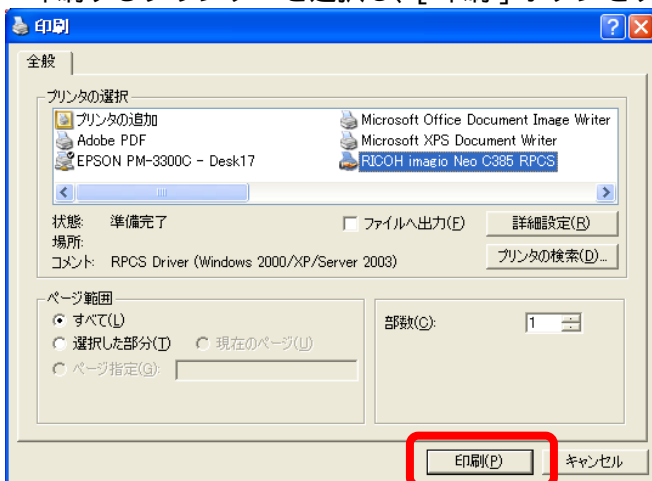 印刷
全般
プリンタの選択
プリンタの追加
Adobe PDF
EPSON PM-3300C - Desk17
Microsoft Office Document Image Writer
Microsoft XPS Document Writer
RICOH imagio Neo C385 RPCS
状態: 準備完了
場所:
コメント: RPCS Driver (Windows 2000/XP/Server 2003)
ファイルへ出力(F)
詳細設定(R)
プリンタの検索(D)...
ページ範囲
すべて(L)
選択した部分(T) 現在のページ(U)
ページ指定(G):
部数(C): 1
印刷(P) キャンセル